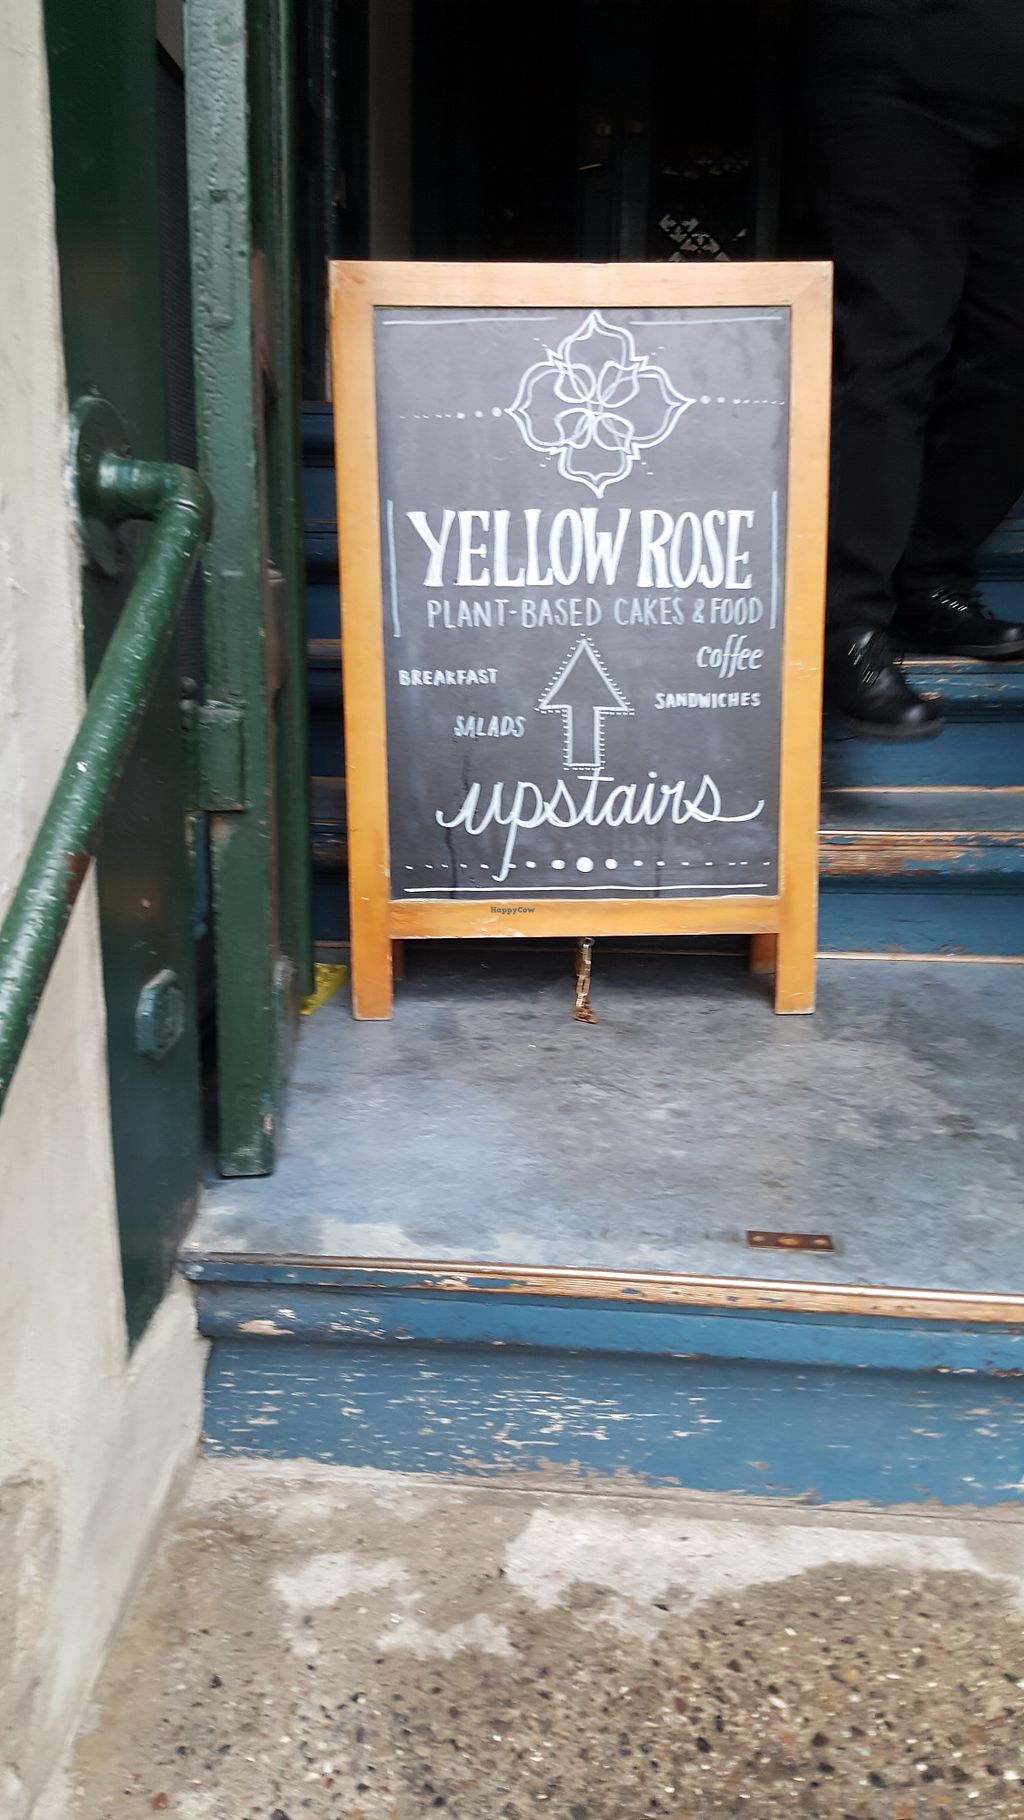 YELLOW ROSE
PLANT-BASED CAKES & FOOD
coffee
BREAKFAST
SANDWICHES
SALADS
upstairs
HappyCow